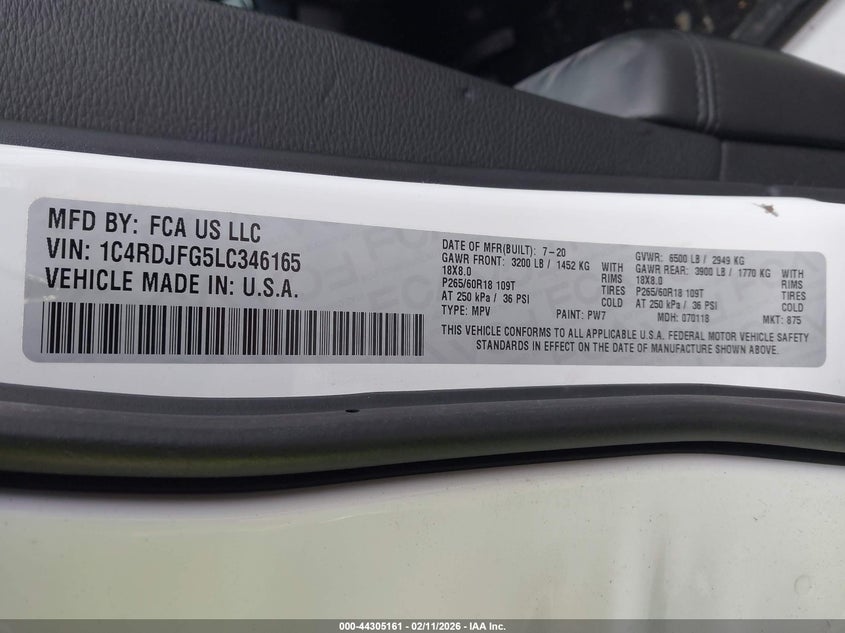 MFD BY: FCA US LLC
VIN: 1C4RDJFG5LC346165
VEHICLE MADE IN: U.S.A.
DATE OF MFR(BUILT): 7-20 GVWR: 6500 LB / 2949 KG
GAWR FRONT: 3200 LB / 1452 KG WITH GAWR REAR: 3900 LB / 1770 KG WITH
18X8.0 RIMS 18X8.0 RIMS
P265/60R18 109T TIRES P265/60R18 109T TIRES
AT 250 kPa / 36 PSI COLD AT 250 kPa / 36 PSI COLD
TYPE: MPV PAINT: PW7 MDH: 070118 MKT: 875
THIS VEHICLE CONFORMS TO ALL APPLICABLE U.S.A. FEDERAL MOTOR VEHICLE SAFETY
STANDARDS IN EFFECT ON THE DATE OF MANUFACTURE SHOWN ABOVE.
000-44305161 - 02/11/2026 - IAA Inc.